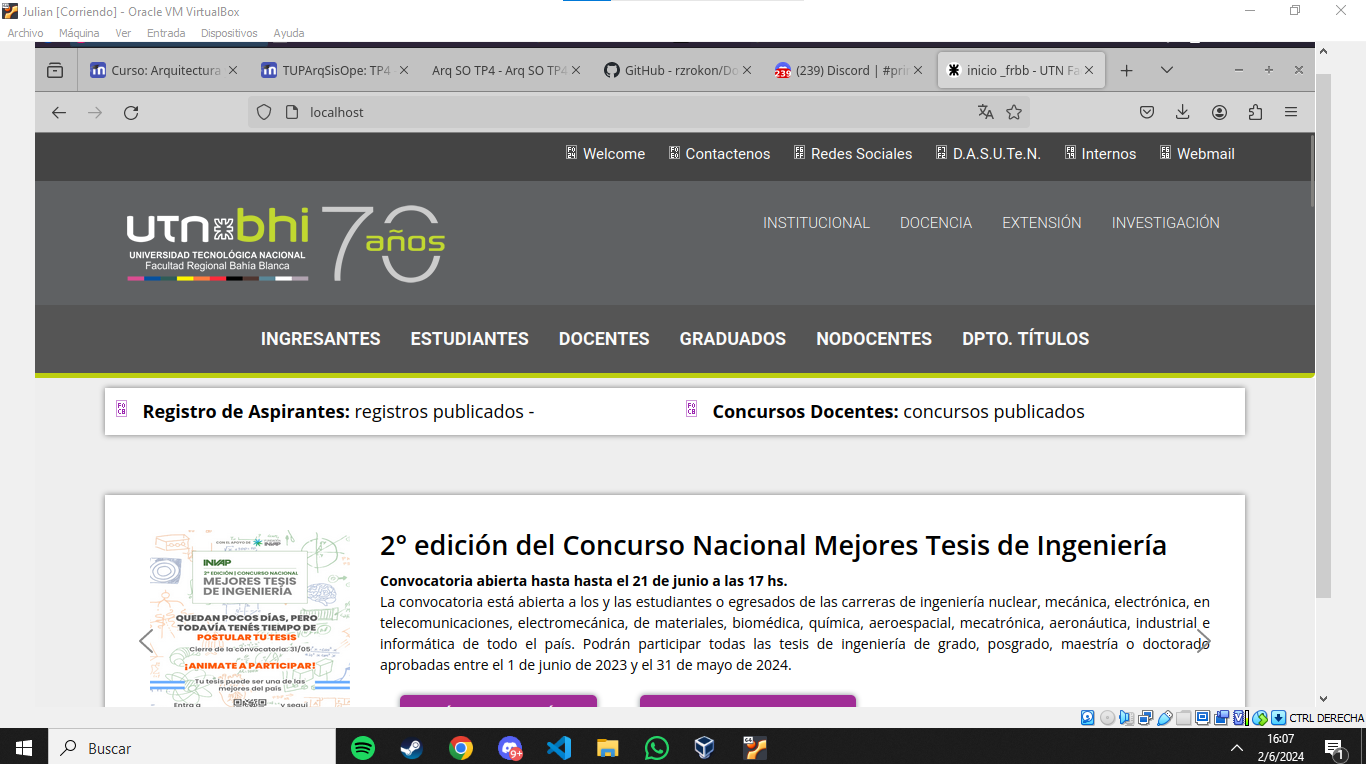 Julian [Corriendo] - Oracle VM VirtualBox
Archivo Máquina Ver Entrada Dispositivos Ayuda
Curso: Arquitectura TUPArqSisOpe: TP4 - Arq SO TP4 - Arq SO TP4 GitHub - rzrokon/Do (239) Discord | #prin inicio _frbb - UTN Fa
localhost
Welcome Contactenos Redes Sociales D.A.S.U.Te.N. Internos Webmail
utn bhi 70 años
UNIVERSIDAD TECNOLÓGICA NACIONAL
Facultad Regional Bahía Blanca
INSTITUCIONAL DOCENCIA EXTENSIÓN INVESTIGACIÓN
INGRESANTES ESTUDIANTES DOCENTES GRADUADOS NODOCENTES DPTO. TÍTULOS
Registro de Aspirantes: registros publicados - Concursos Docentes: concursos publicados
CON EL APOYO DE
INVAP
2° EDICIÓN | CONCURSO NACIONAL
MEJORES TESIS
DE INGENIERÍA
QUEDAN POCOS DÍAS, PERO
TODAVÍA TENÉS TIEMPO DE
POSTULAR TU TESIS
Cierre de la convocatoria: 31/05
¡ANIMATE A PARTICIPAR!
Tu tesis puede ser una de las
mejores del país
Entra a y segui
2° edición del Concurso Nacional Mejores Tesis de Ingeniería
Convocatoria abierta hasta hasta el 21 de junio a las 17 hs.
La convocatoria está abierta a los y las estudiantes o egresados de las carreras de ingeniería nuclear, mecánica, electrónica, en
telecomunicaciones, electromecánica, de materiales, biomédica, química, aeroespacial, mecatrónica, aeronáutica, industrial e
informática de todo el país. Podrán participar todas las tesis de ingeniería de grado, posgrado, maestría o doctorado
aprobadas entre el 1 de junio de 2023 y el 31 de mayo de 2024.
CTRL DERECHA
Buscar
16:07
2/6/2024